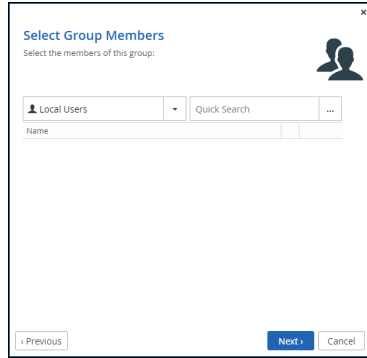 ×
Select Group Members
Select the members of this group:
Local Users
Quick Search
...
Name
‹ Previous
Next ›
Cancel